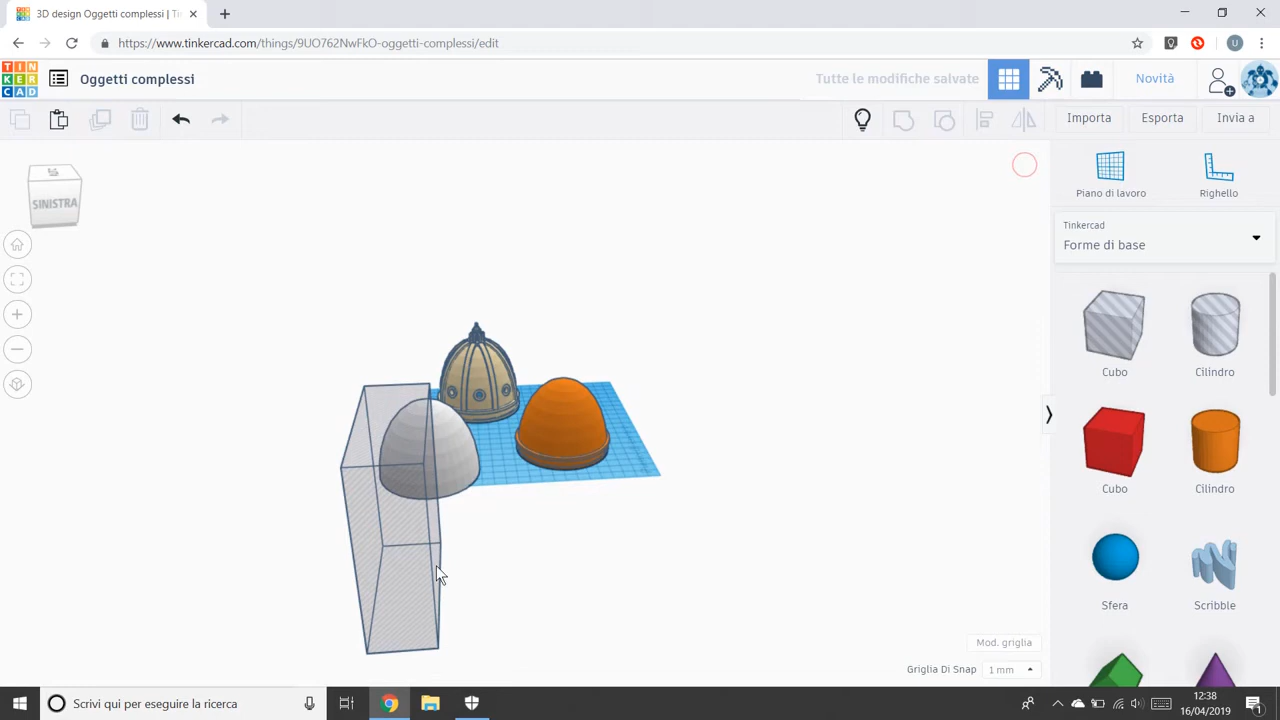 3D design Oggetti complessi | Tin
https://www.tinkercad.com/things/9UO762NwFkO-oggetti-complessi/edit
U
TIN
KER
CAD
Oggetti complessi
Tutte le modifiche salvate
Novità
Importa
Esporta
Invia a
SINISTRA
Piano di lavoro
Righello
Tinkercad
Forme di base
Cubo
Cilindro
Cubo
Cilindro
Sfera
Scribble
Mod. griglia
Griglia Di Snap
1 mm
Scrivi qui per eseguire la ricerca
12:38
16/04/2019
1